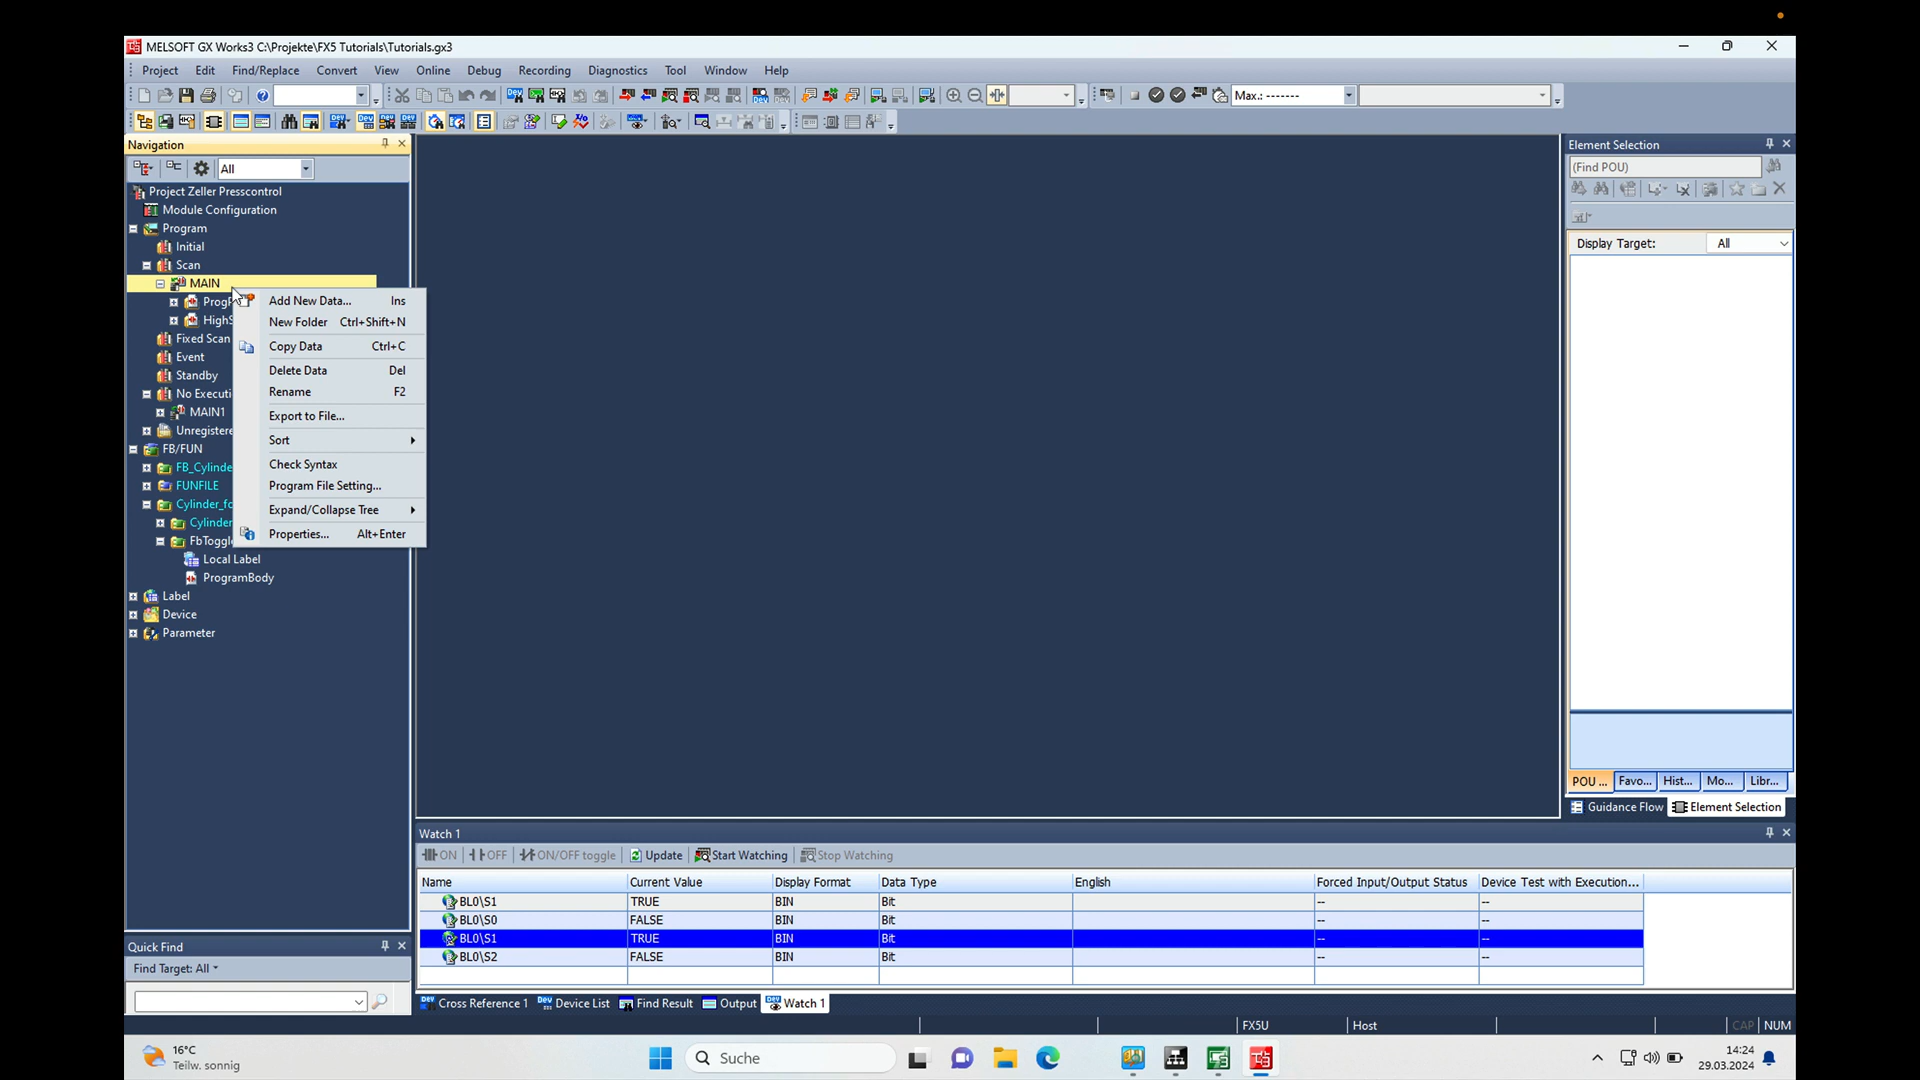 MELSOFT GX Works3 C:\Projekte\FX5 Tutorials\Tutorials.gx3
Project Edit Find/Replace Convert View Online Debug Recording Diagnostics Tool Window Help
Max.: -------
Navigation
All
Project Zeller Presscontrol
Module Configuration
Program
Initial
Scan
MAIN
Fixed Scan
Event
Standby
MAIN1
FB/FUN
FUNFILE
Local Label
ProgramBody
Label
Device
Parameter
Add New Data... Ins
New Folder Ctrl+Shift+N
Copy Data Ctrl+C
Delete Data Del
Rename F2
Export to File...
Sort
Check Syntax
Program File Setting...
Expand/Collapse Tree
Properties... Alt+Enter
Quick Find
Find Target: All
Element Selection
(Find POU)
Display Target: All
POU ... Favo... Hist... Mo... Libr...
Guidance Flow Element Selection
Watch 1
ON OFF ON/OFF toggle Update Start Watching Stop Watching
Name Current Value Display Format Data Type English Forced Input/Output Status Device Test with Execution...
BL0\S1 TRUE BIN Bit -- --
BL0\S0 FALSE BIN Bit -- --
BL0\S1 TRUE BIN Bit -- --
BL0\S2 FALSE BIN Bit -- --
Cross Reference 1 Device List Find Result Output Watch 1
FX5U Host CAP NUM
16°C
Teilw. sonnig
Suche
14:24
29.03.2024